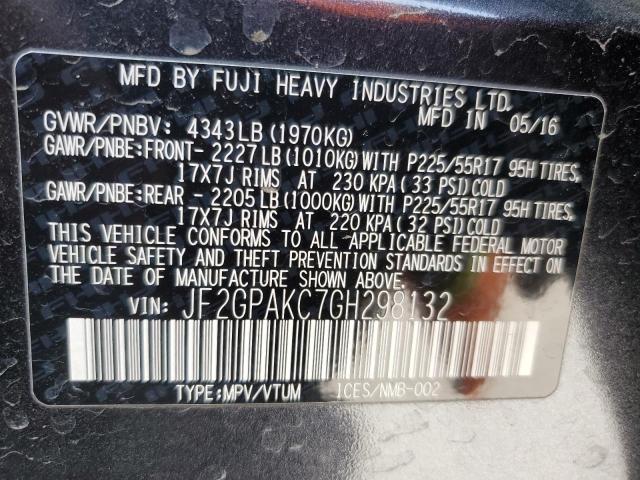 MFD BY FUJI HEAVY INDUSTRIES LTD.
MFD IN 05/16
GVWR/PNBV: 4343LB(1970KG)
GAWR/PNBE:FRONT- 2227LB(1010KG)WITH P225/55R17 95H TIRES,
17X7J RIMS AT 230 KPA(33 PSI)COLD
GAWR/PNBE:REAR - 2205LB(1000KG)WITH P225/55R17 95H TIRES,
17X7J RIMS AT 220 KPA(32 PSI)COLD
THIS VEHICLE CONFORMS TO ALL APPLICABLE FEDERAL MOTOR
VEHICLE SAFETY AND THEFT PREVENTION STANDARDS IN EFFECT ON
THE DATE OF MANUFACTURE SHOWN ABOVE.
VIN: JF2GPAKC7GH298132
TYPE:MPV/VTUM ICES/NMB-002